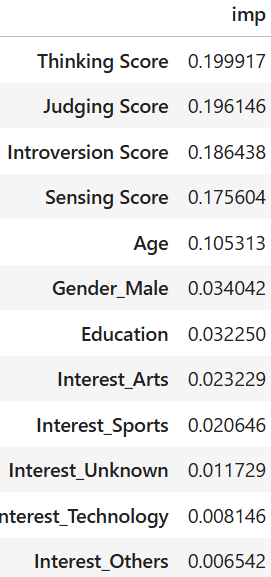 imp
Thinking Score 0.199917
Judging Score 0.196146
Introversion Score 0.186438
Sensing Score 0.175604
Age 0.105313
Gender_Male 0.034042
Education 0.032250
Interest_Arts 0.023229
Interest_Sports 0.020646
Interest_Unknown 0.011729
nterest_Technology 0.008146
Interest_Others 0.006542